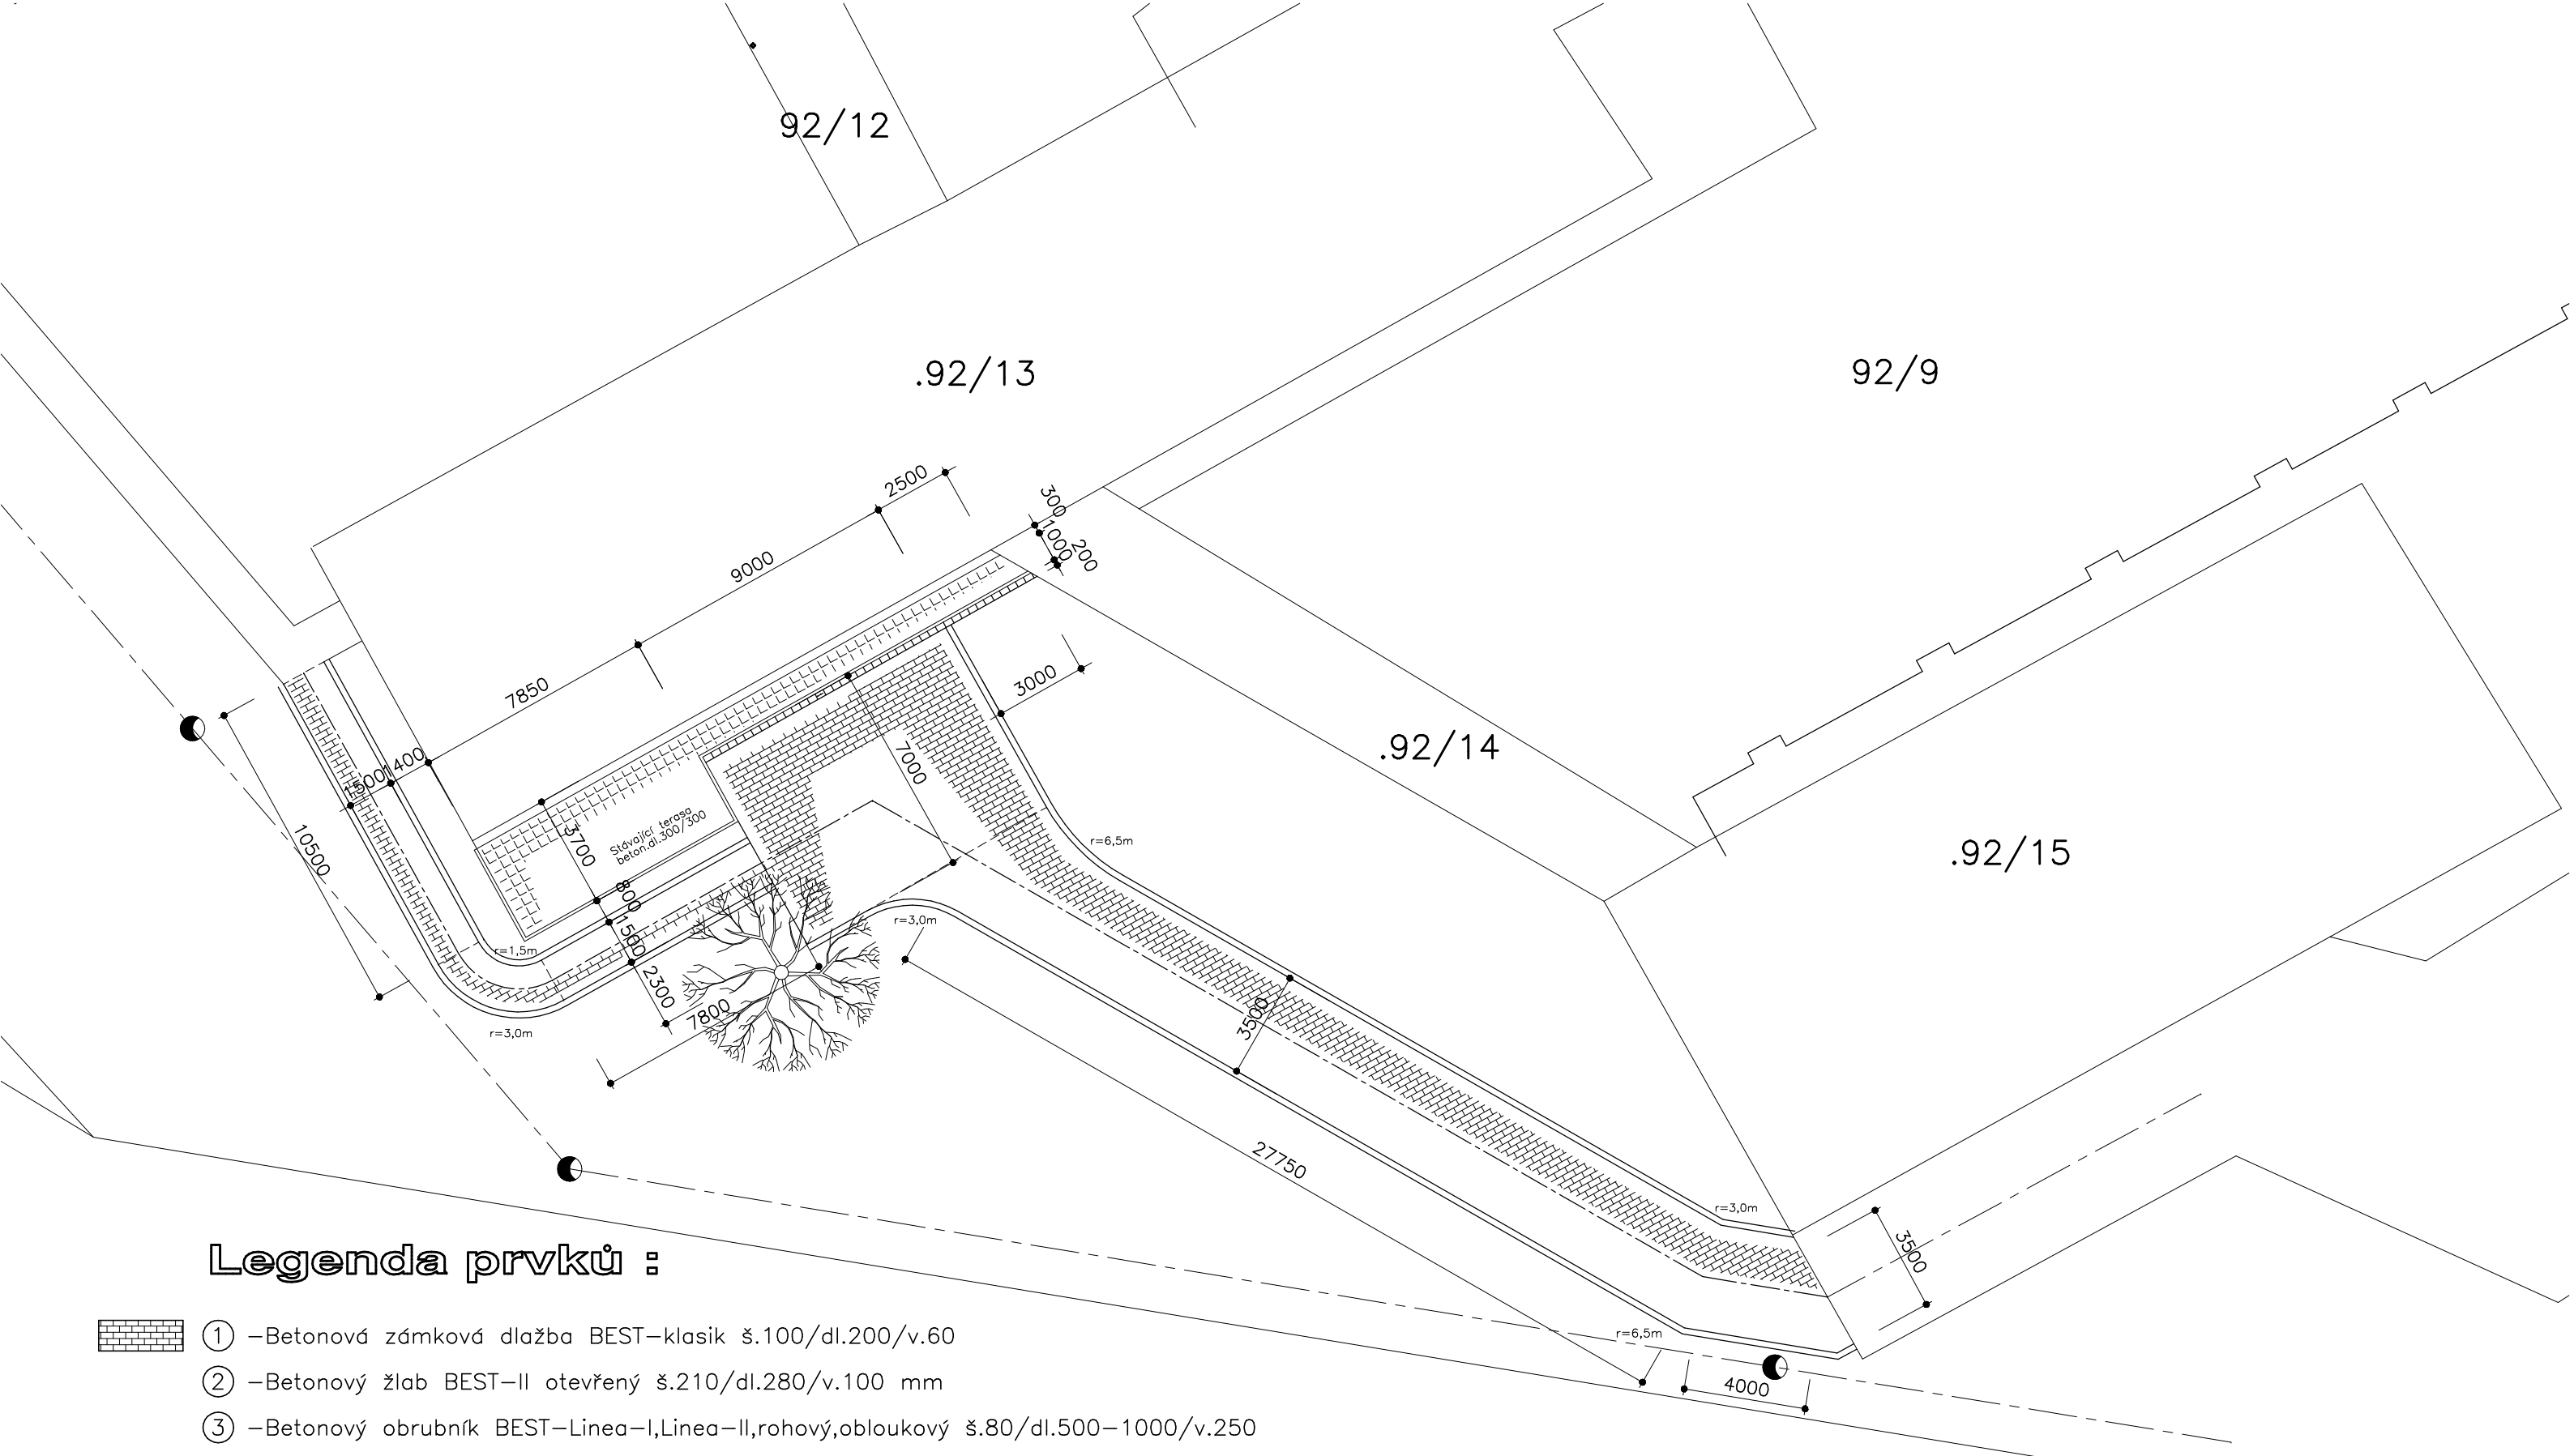 92/12
.92/13
92/9
2500
300
1000
200
9000
7850
3000
.92/14
1500
1400
7000
10500
3700
Stávající terasa
beton.dl.300/300
r=6,5m
.92/15
800
r=3,0m
1500
r=1,5m
2300
7800
r=3,0m
3500
27750
r=3,0m
3500
r=6,5m
4000
Legenda prvků :
1 -Betonová zámková dlažba BEST-klasik š.100/dl.200/v.60
2 -Betonový žlab BEST-II otevřený š.210/dl.280/v.100 mm
3 -Betonový obrubník BEST-Linea-I,Linea-II,rohový,obloukový š.80/dl.500-1000/v.250